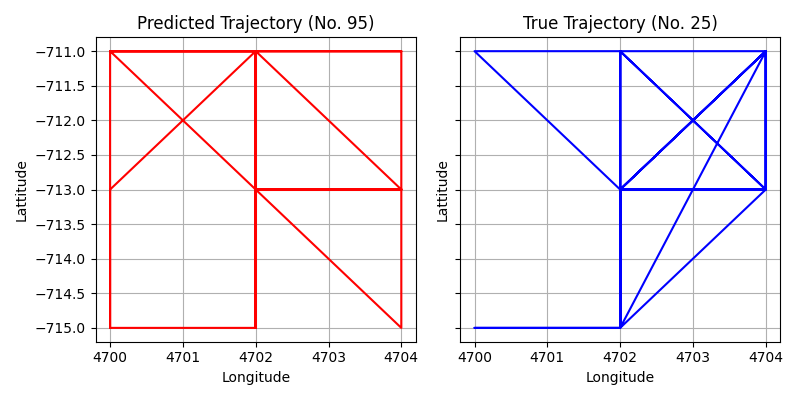 Predicted Trajectory (No. 95)
True Trajectory (No. 25)
Lattitude
−711.0
−711.5
−712.0
−712.5
−713.0
−713.5
−714.0
−714.5
−715.0
4700 4701 4702 4703 4704
Longitude
Lattitude
4700 4701 4702 4703 4704
Longitude